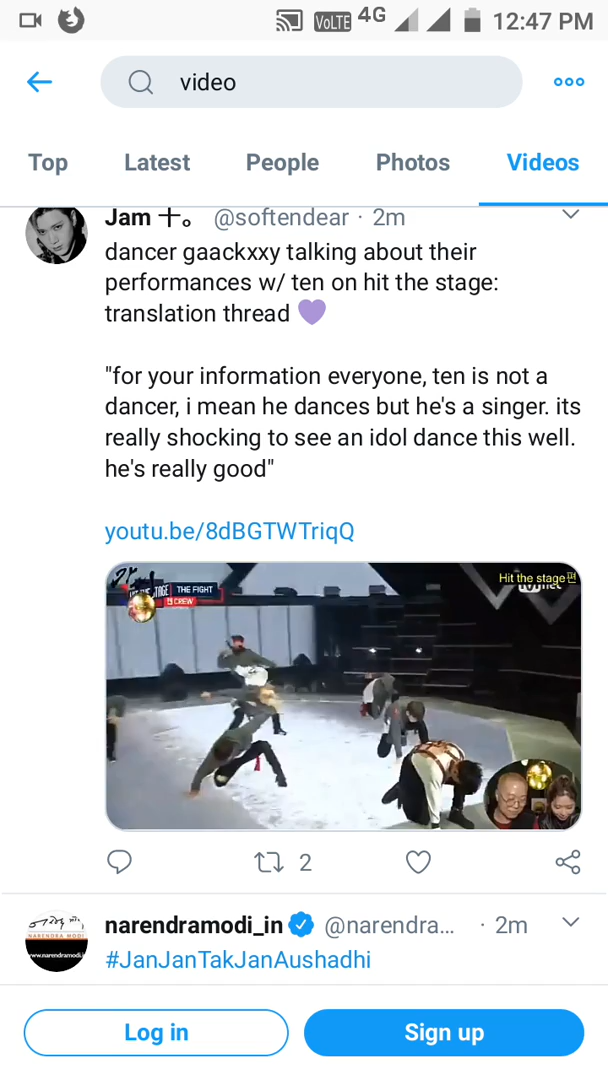 VoLTE 4G 12:47 PM
video
Top Latest People Photos Videos
Jam 十。 @softendear · 2m
dancer gaackxxy talking about their
performances w/ ten on hit the stage:
translation thread 💜
"for your information everyone, ten is not a
dancer, i mean he dances but he's a singer. its
really shocking to see an idol dance this well.
he's really good"
youtu.be/8dBGTWTriqQ
Hit the stage
THE FIGHT
CREW
2
narendramodi_in @narendra... · 2m
NARENDRA MODI
#JanJanTakJanAushadhi
Log in Sign up